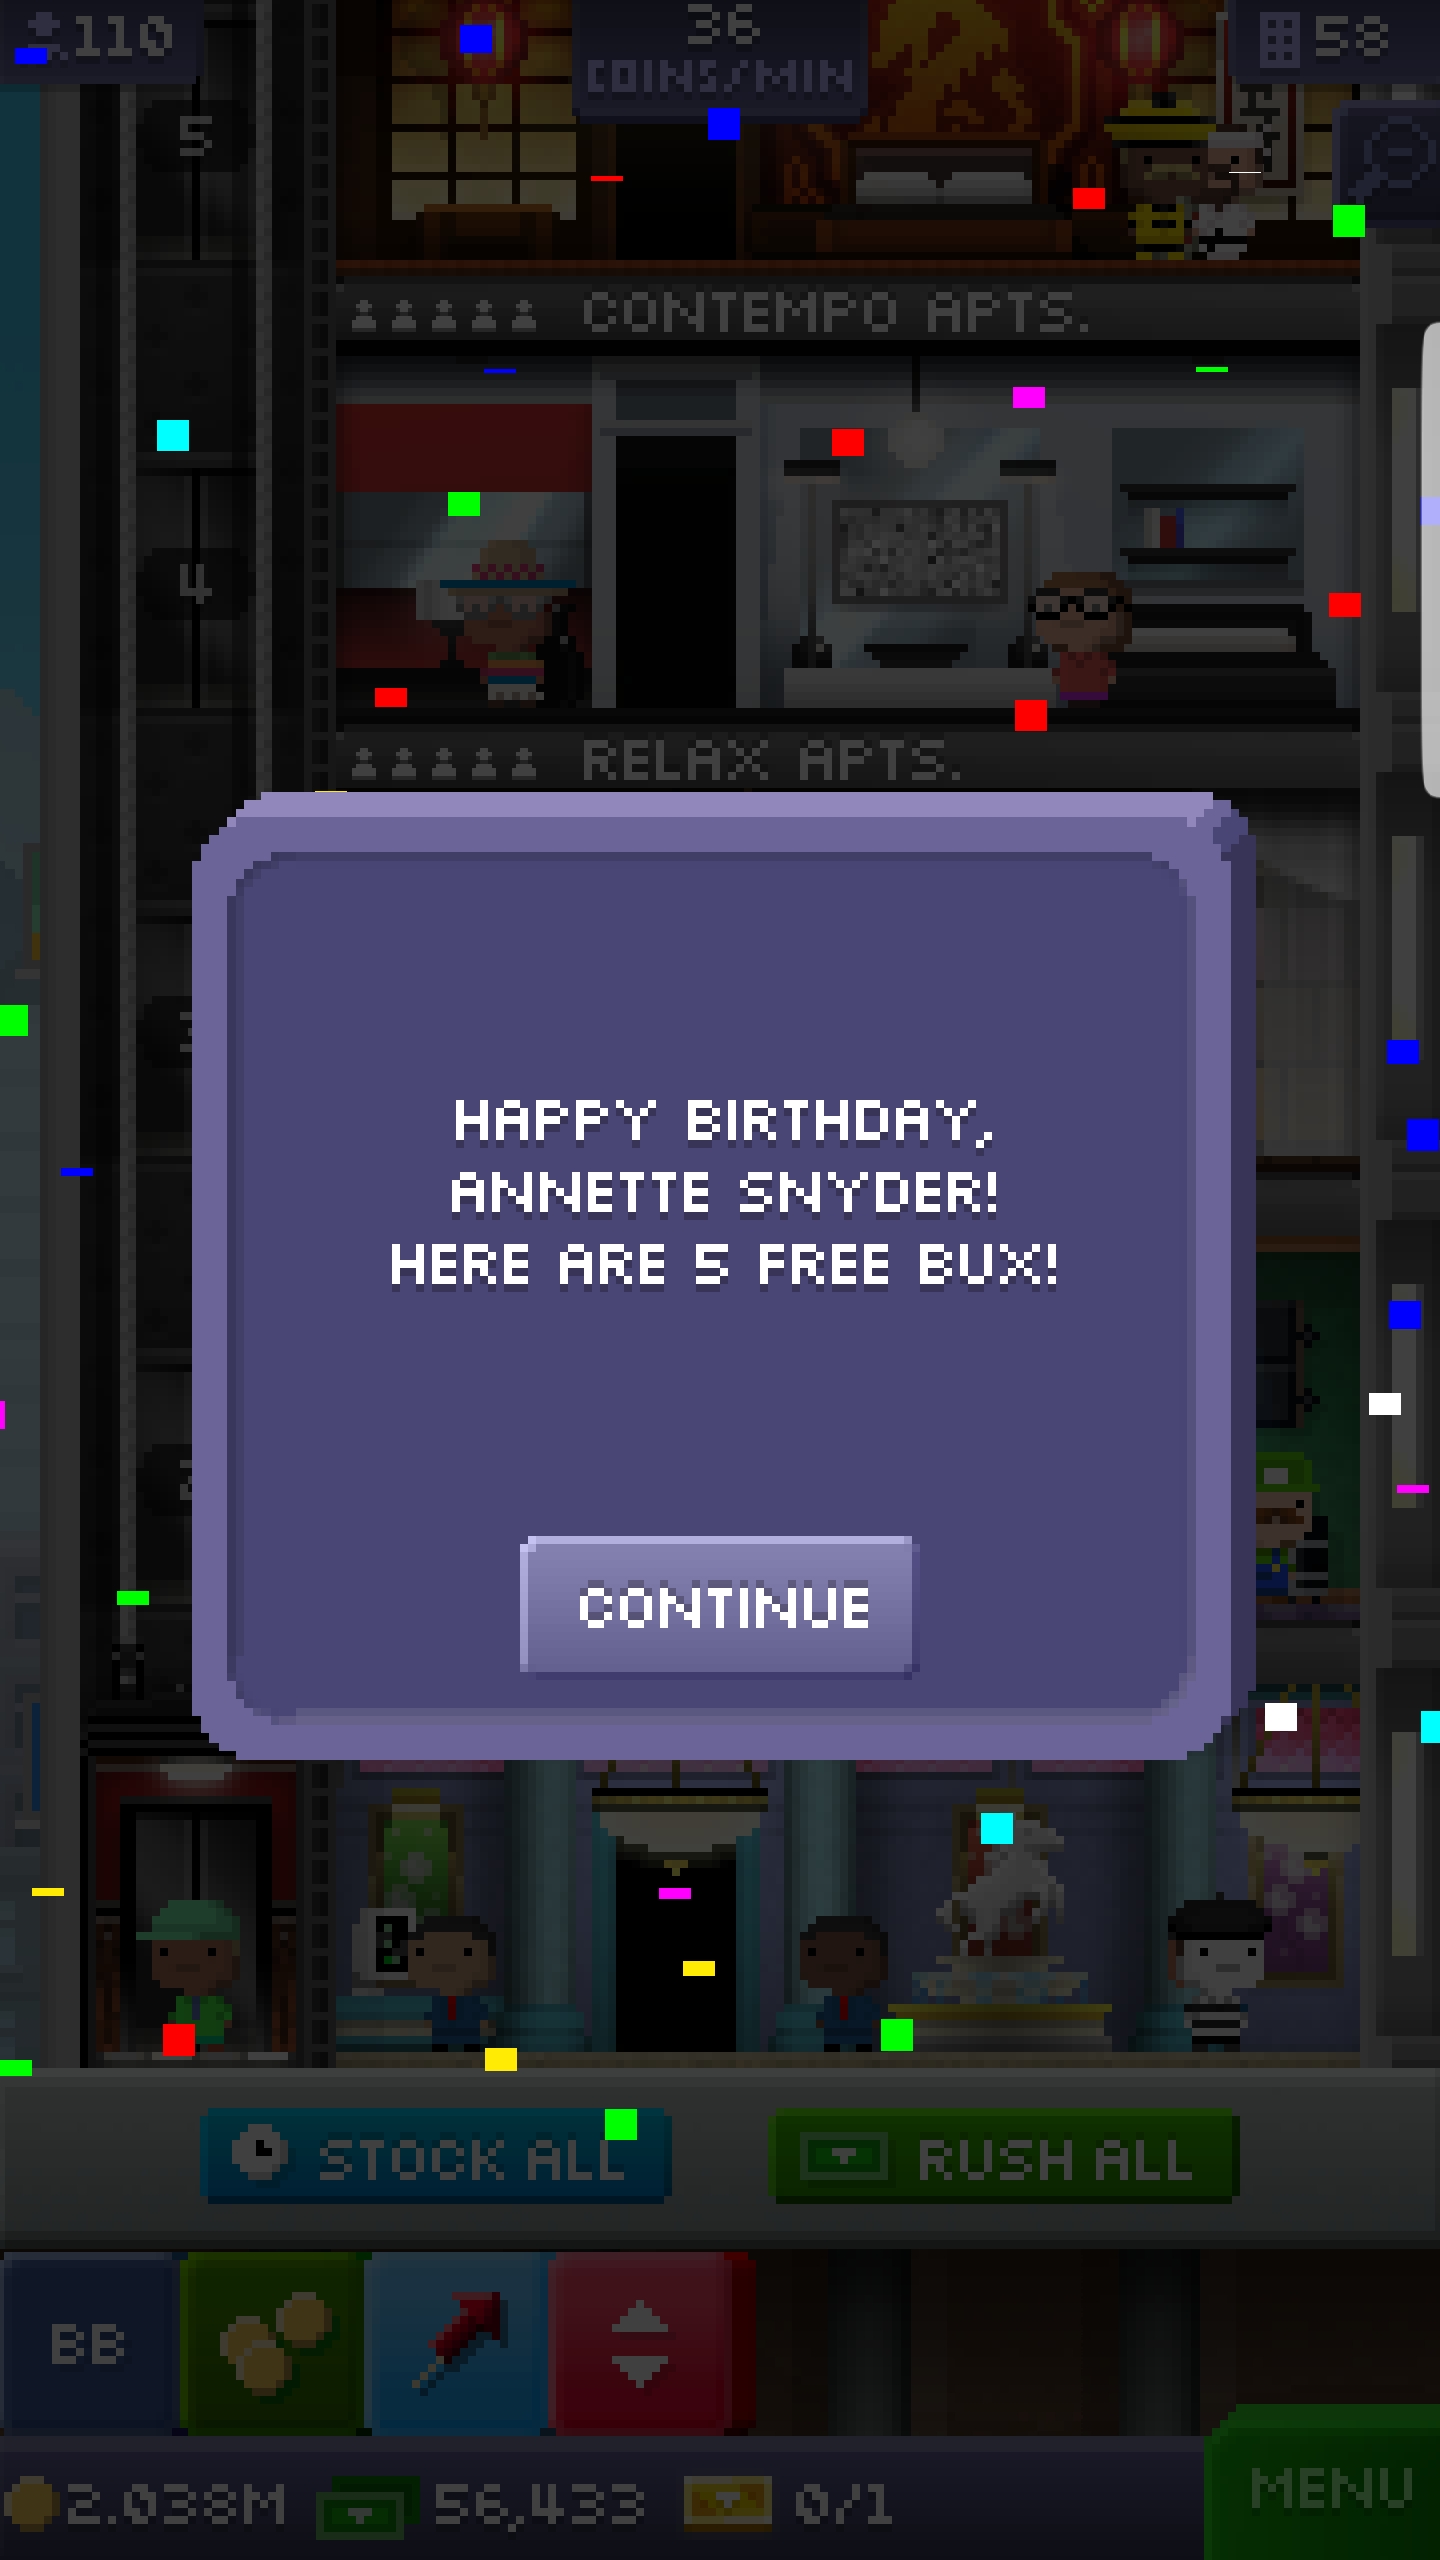 110
36
COINS/MIN
58
5
CONTEMPO APTS.
4
RELAX APTS.
HAPPY BIRTHDAY,
ANNETTE SNYDER!
HERE ARE 5 FREE BUX!
CONTINUE
STOCK ALL
RUSH ALL
BB
2.038M
56,433
0/1
MENU